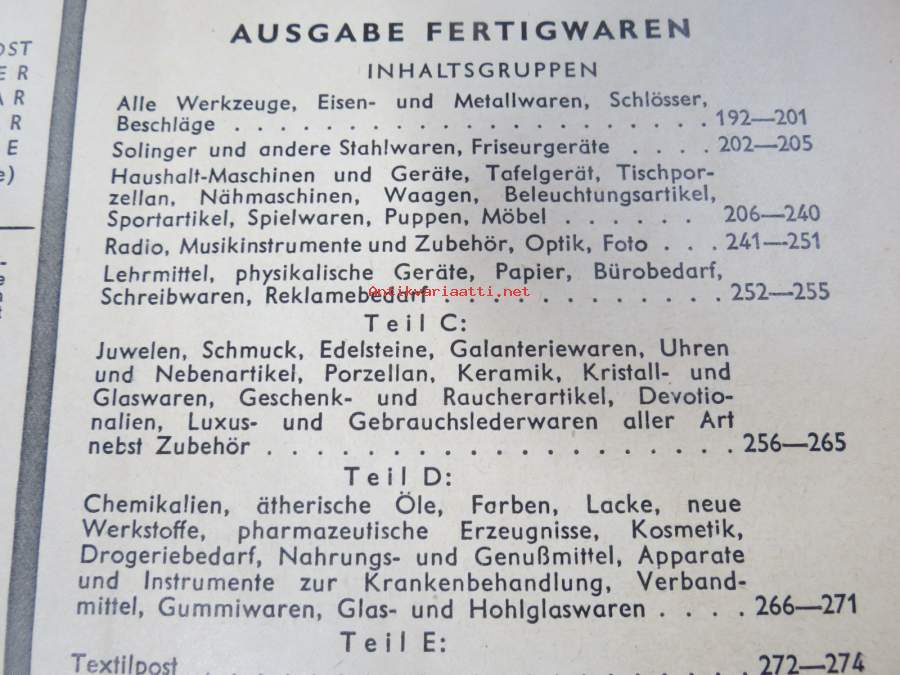 AUSGABE FERTIGWAREN
INHALTSGRUPPEN
Alle Werkzeuge, Eisen- und Metallwaren, Schlösser,
Beschläge . . . . . . . . . . . . . . . . . 192—201
Solinger und andere Stahlwaren, Friseurgeräte . . . . 202—205
Haushalt-Maschinen und Geräte, Tafelgerät, Tischpor-
zellan, Nähmaschinen, Waagen, Beleuchtungsartikel,
Sportartikel, Spielwaren, Puppen, Möbel . . . . . . 206—240
Radio, Musikinstrumente und Zubehör, Optik, Foto . . . 241—251
Lehrmittel, physikalische Geräte, Papier, Bürobedarf,
Schreibwaren, Reklamebedarf . . . . . . . . . . . 252—255
Antikvariaatti.net
Teil C:
Juwelen, Schmuck, Edelsteine, Galanteriewaren, Uhren
und Nebenartikel, Porzellan, Keramik, Kristall- und
Glaswaren, Geschenk- und Raucherartikel, Devotio-
nalien, Luxus- und Gebrauchslederwaren aller Art
nebst Zubehör . . . . . . . . . . . . . . . . . 256—265
Teil D:
Chemikalien, ätherische Öle, Farben, Lacke, neue
Werkstoffe, pharmazeutische Erzeugnisse, Kosmetik,
Drogeriebedarf, Nahrungs- und Genußmittel, Apparate
und Instrumente zur Krankenbehandlung, Verband-
mittel, Gummiwaren, Glas- und Hohlglaswaren . . . . 266—271
Teil E:
Textilpost . . . . . . . . . . . . . . . . . . . . 272—274